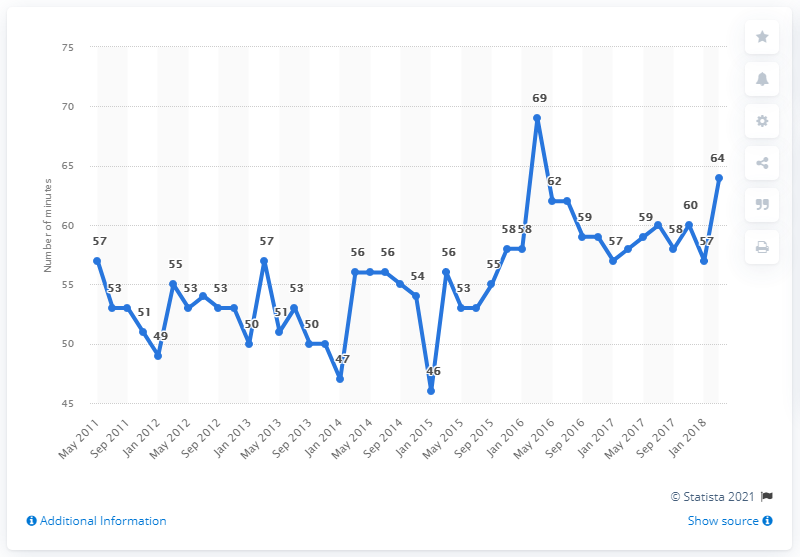 75
70
65
60
55
50
45
Number of minutes
57
53
51
49
55
53
53
50
57
51
53
50
47
56
56
54
46
56
53
55
58
58
69
62
59
57
59
58
60
57
64
May 2011
Sep 2011
Jan 2012
May 2012
Sep 2012
Jan 2013
May 2013
Sep 2013
Jan 2014
May 2014
Sep 2014
Jan 2015
May 2015
Sep 2015
Jan 2016
May 2016
Sep 2016
Jan 2017
May 2017
Sep 2017
Jan 2018
© Statista 2021
Additional Information
Show source